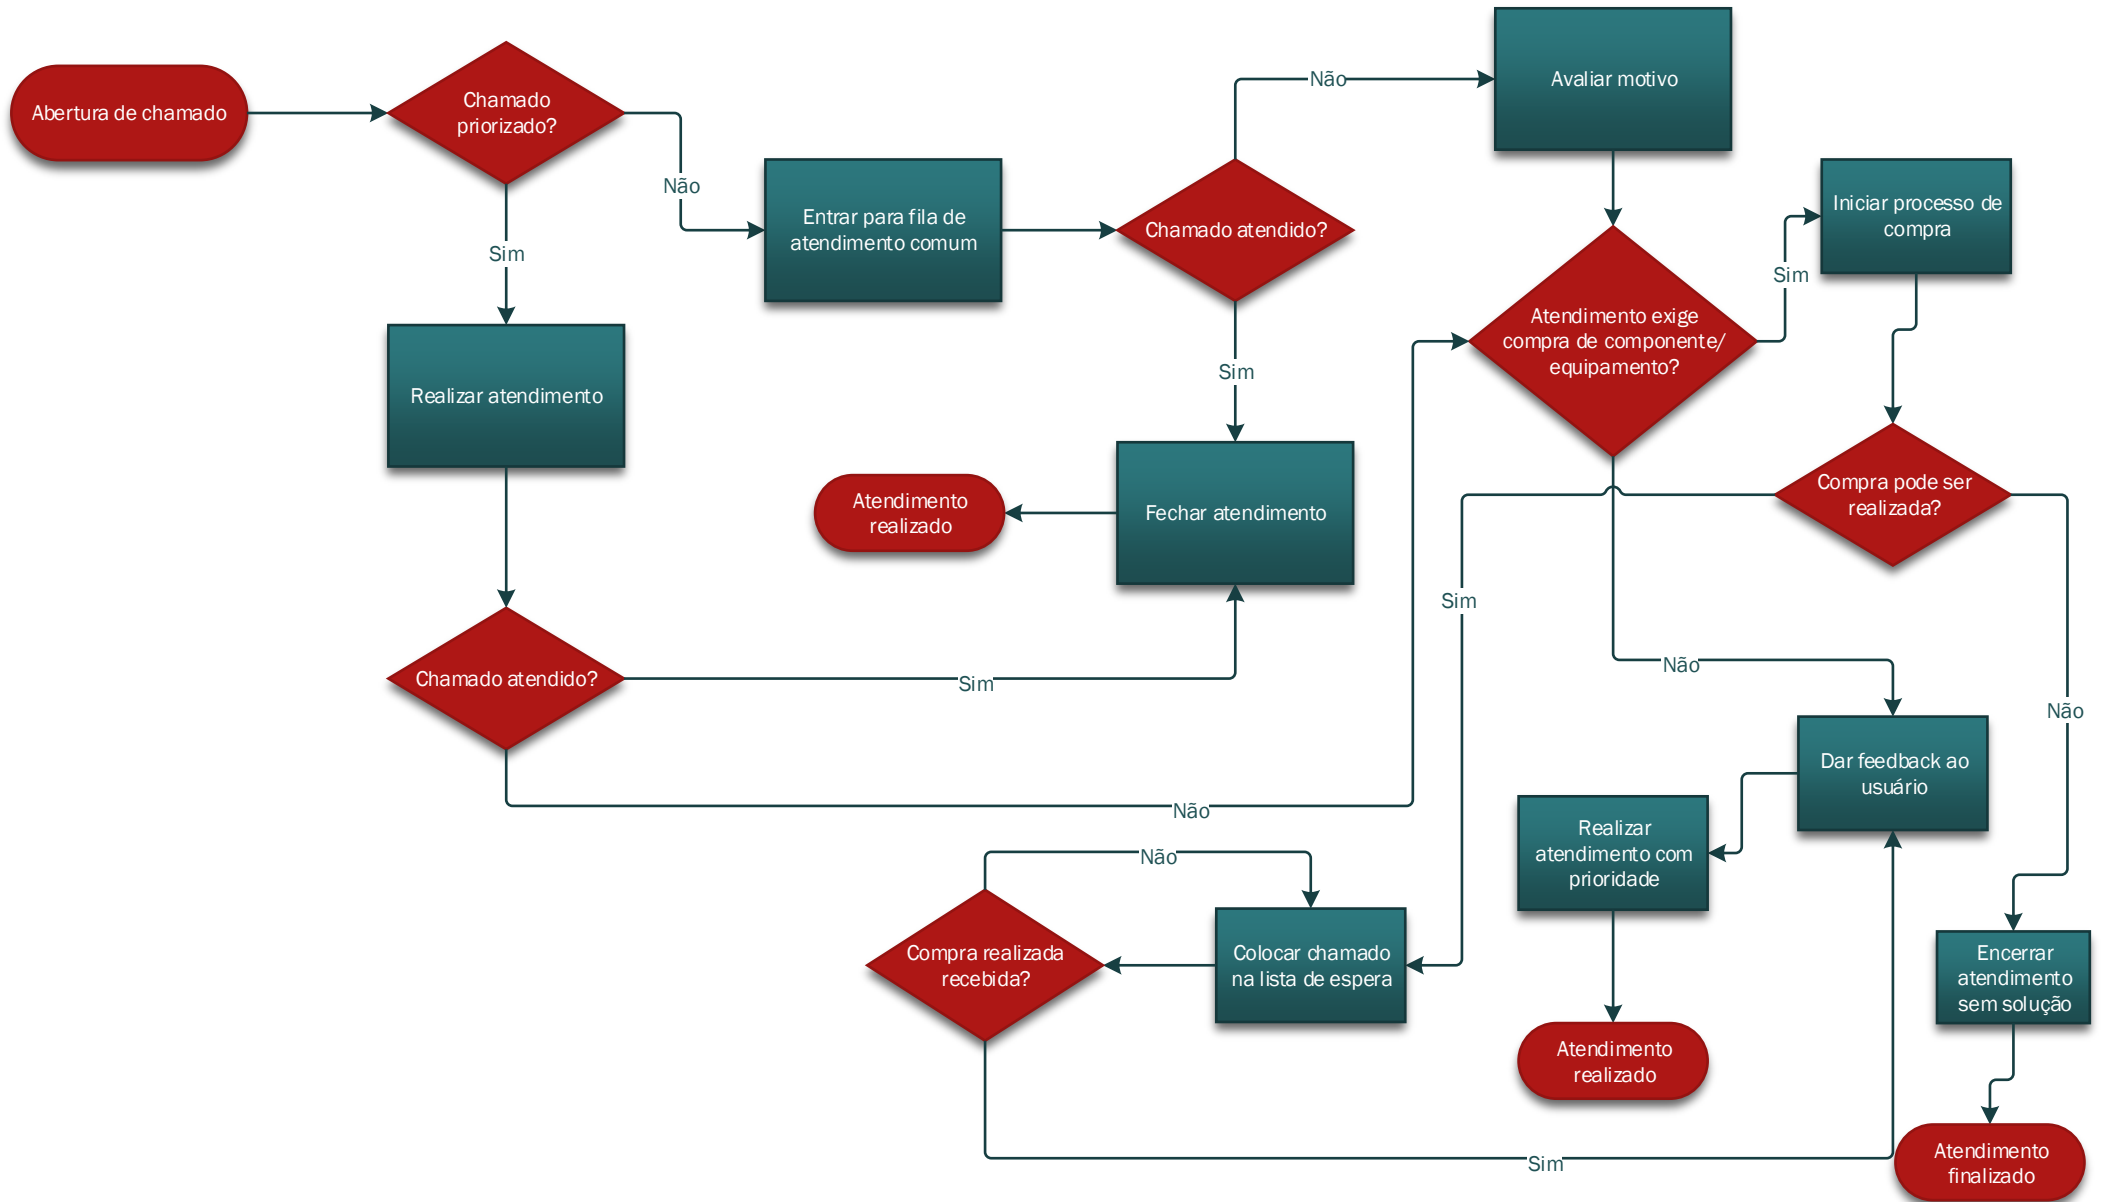 Abertura de chamado
Chamado
priorizado?
Não
Sim
Realizar atendimento
Chamado atendido?
Sim
Não
Entrar para fila de
atendimento comum
Chamado atendido?
Não
Sim
Fechar atendimento
Atendimento
realizado
Avaliar motivo
Atendimento exige
compra de componente/
equipamento?
Sim
Não
Iniciar processo de
compra
Compra pode ser
realizada?
Sim
Não
Dar feedback ao
usuário
Realizar
atendimento com
prioridade
Atendimento
realizado
Colocar chamado
na lista de espera
Compra realizada
recebida?
Não
Sim
Encerrar
atendimento
sem solução
Atendimento
finalizado